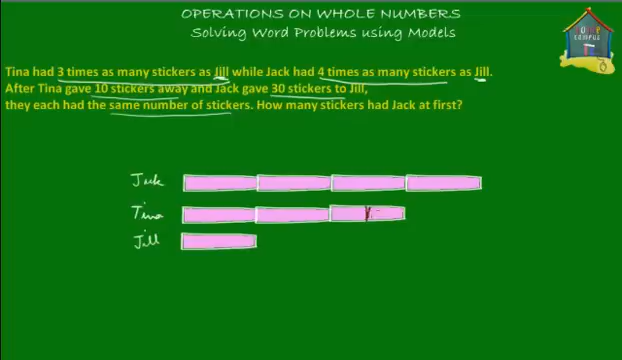 OPERATIONS ON WHOLE NUMBERS
Solving Word Problems using Models
Tina had 3 times as many stickers as Jill while Jack had 4 times as many stickers as Jill.
After Tina gave 10 stickers away and Jack gave 30 stickers to Jill,
they each had the same number of stickers. How many stickers had Jack at first?
Jack
Tina
Jill